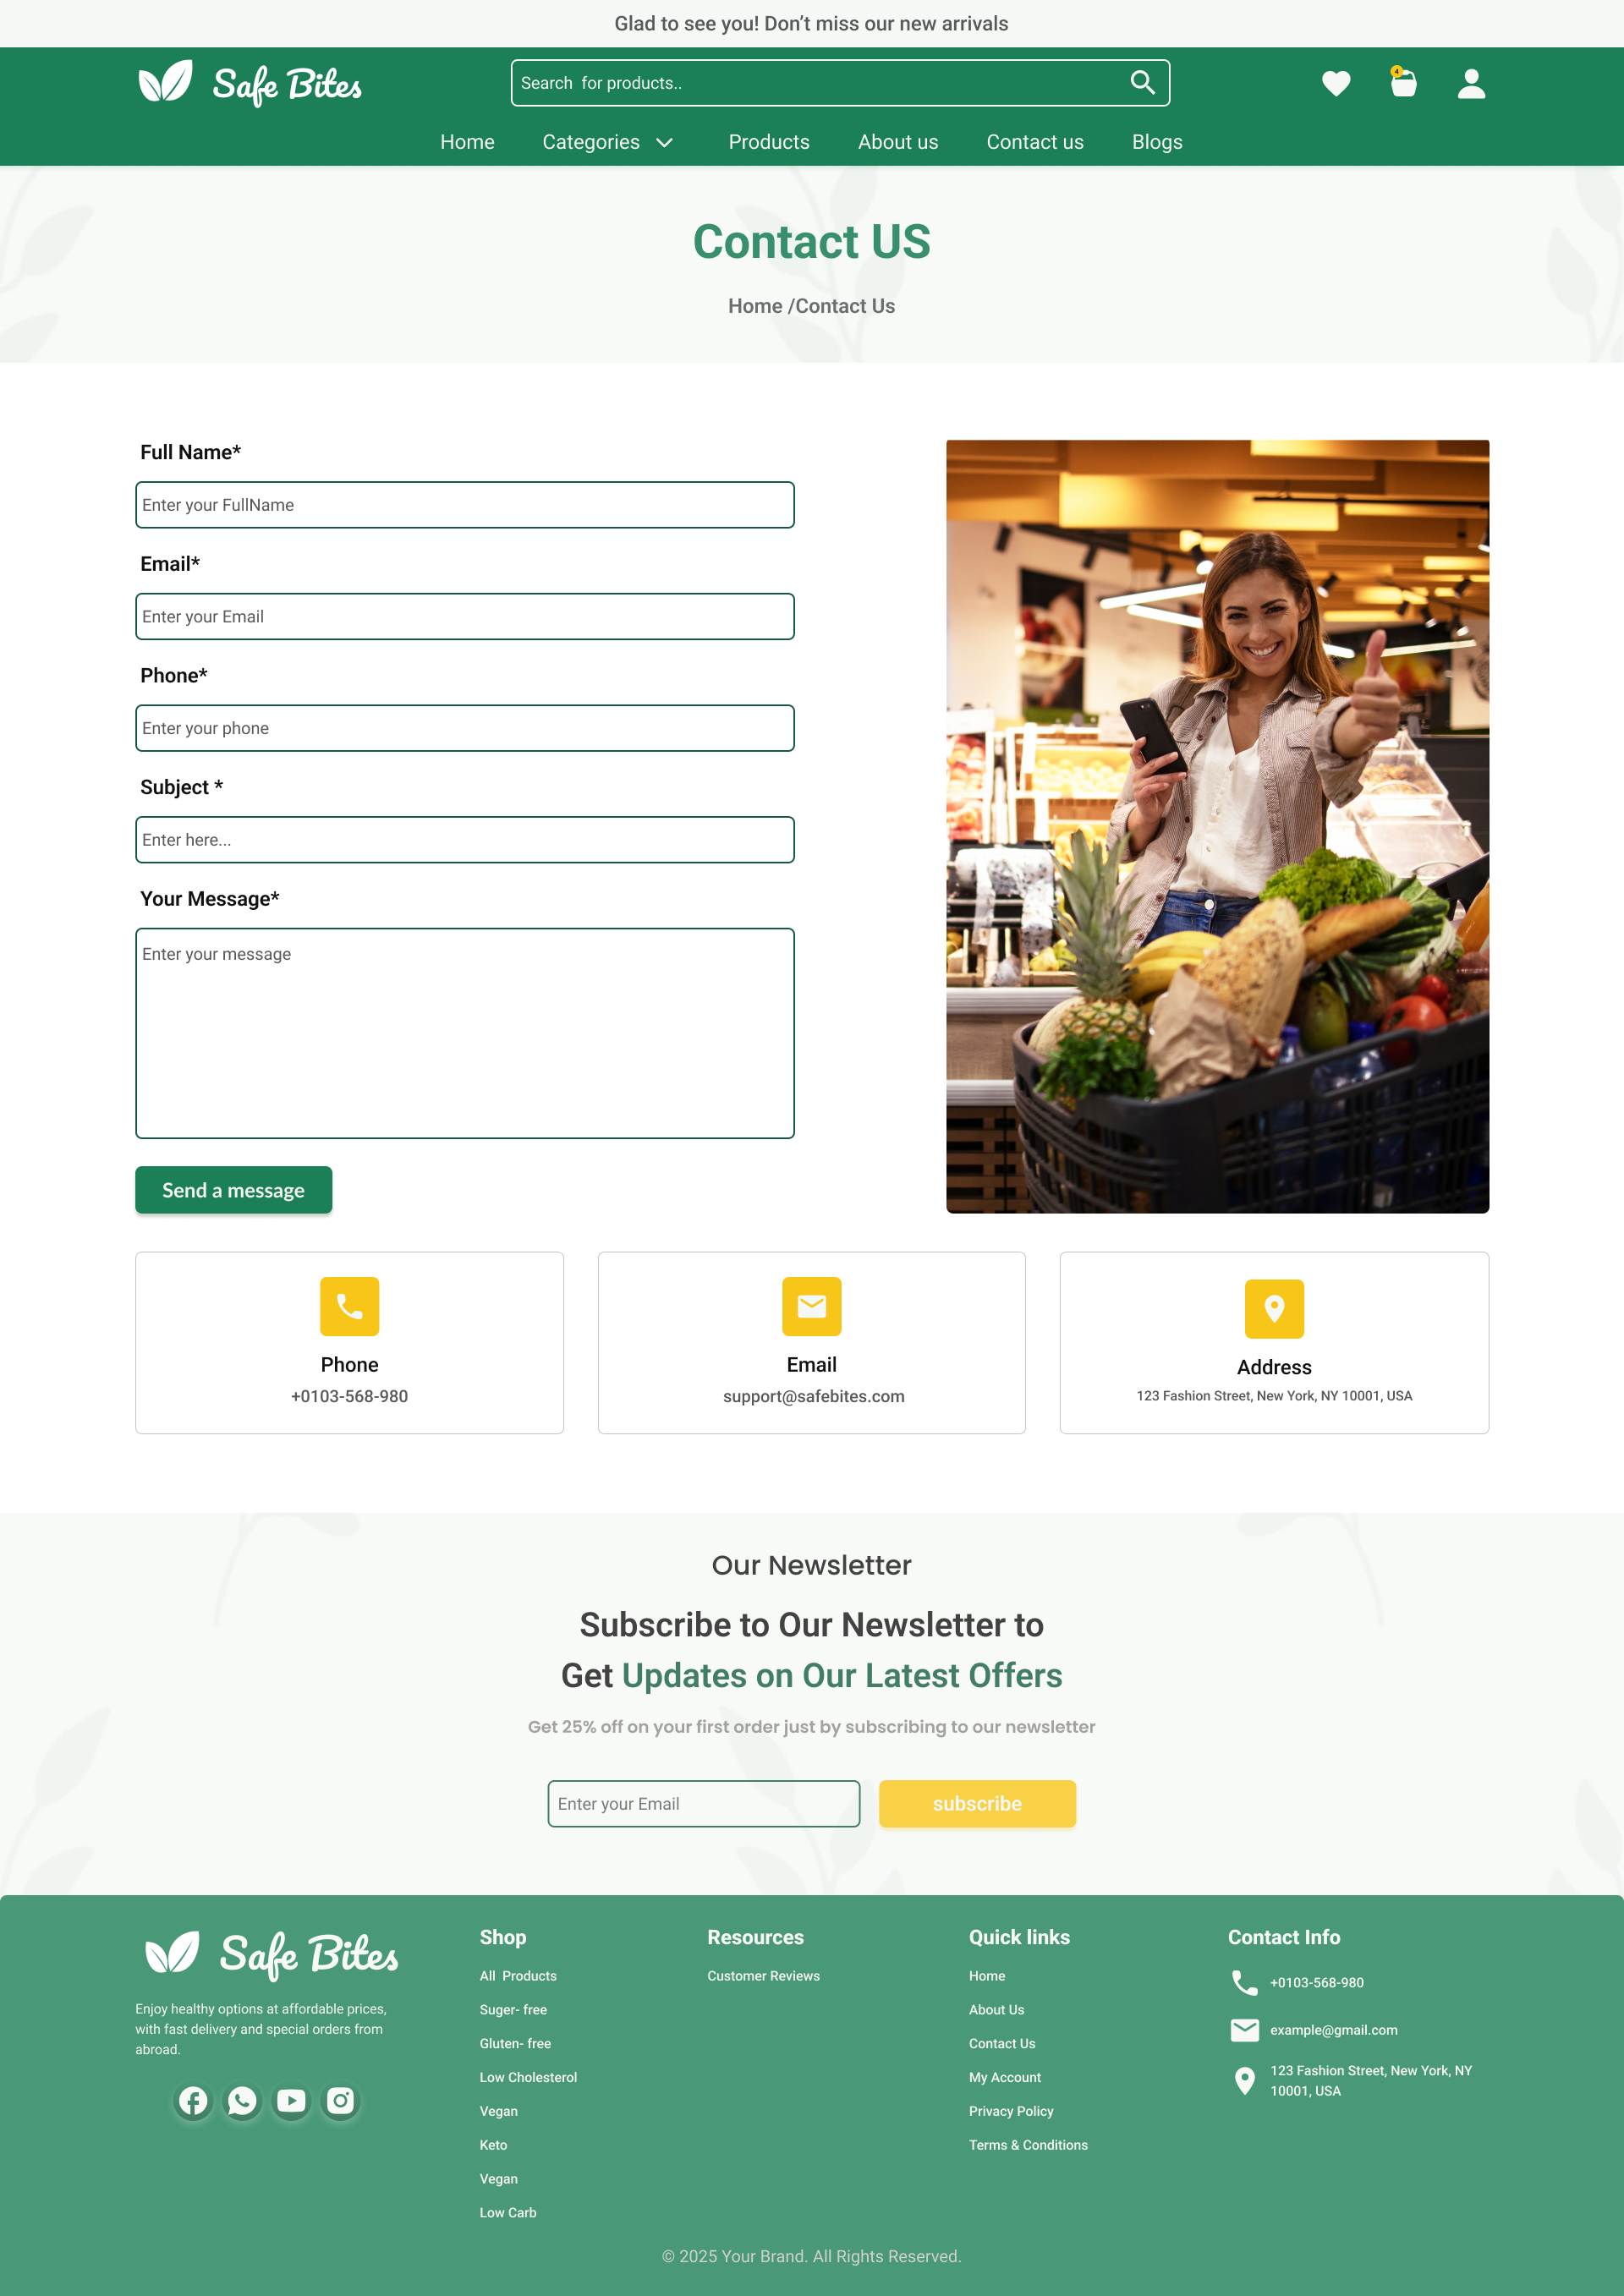 Glad to see you! Don’t miss our new arrivals
Safe Bites
Search  for products..
4
Home
Categories
Products
About us
Contact us
Blogs
Contact US
Home /Contact Us
Full Name*
Enter your FullName
Email*
Enter your Email
Phone*
Enter your phone
Subject *
Enter here...
Your Message*
Enter your message
Send a message
Phone
+0103-568-980
Email
support@safebites.com
Address
123 Fashion Street, New York, NY 10001, USA
Our Newsletter
Subscribe to Our Newsletter to
Get Updates on Our Latest Offers
Get 25% off on your first order just by subscribing to our newsletter
Enter your Email
subscribe
Safe Bites
Enjoy healthy options at affordable prices,
with fast delivery and special orders from
abroad.
Shop
All  Products
Suger- free
Gluten- free
Low Cholesterol
Vegan
Keto
Vegan
Low Carb
Resources
Customer Reviews
Quick links
Home
About Us
Contact Us
My Account
Privacy Policy
Terms & Conditions
Contact Info
+0103-568-980
example@gmail.com
123 Fashion Street, New York, NY
10001, USA
© 2025 Your Brand. All Rights Reserved.